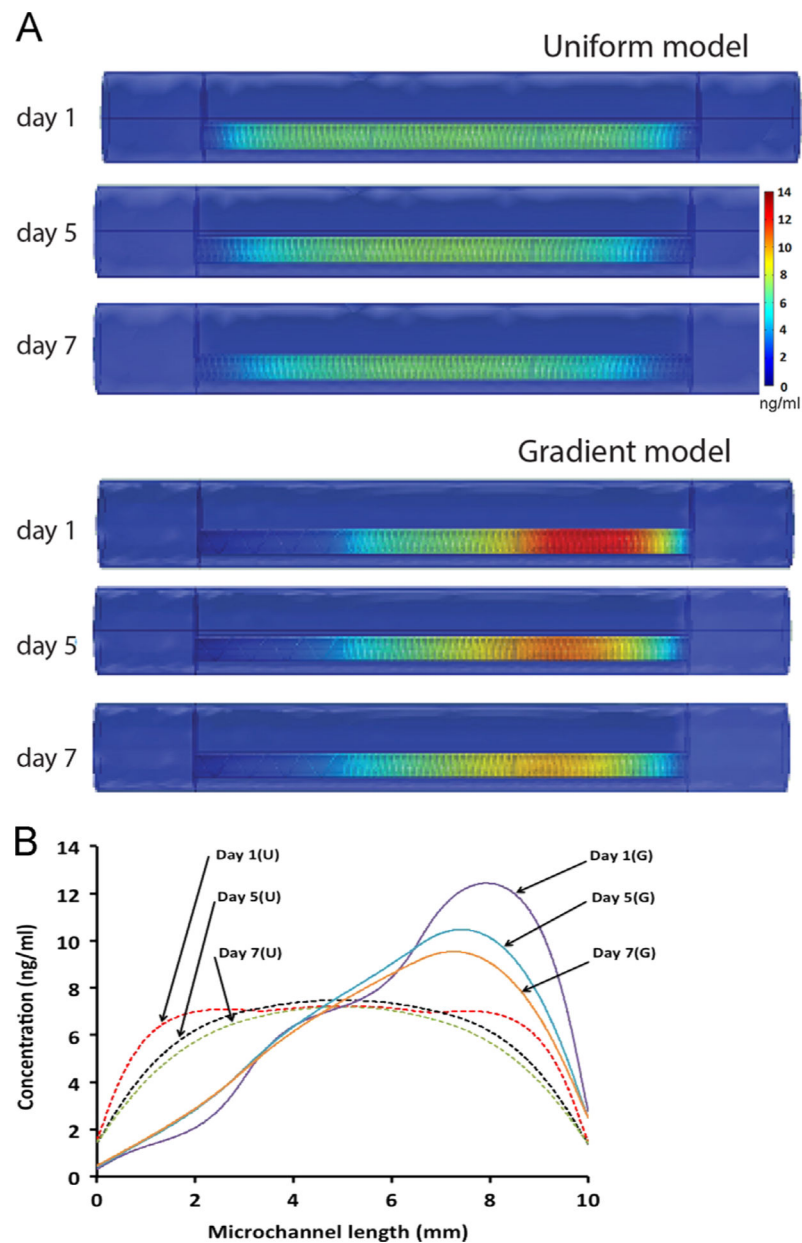 A
Uniform model
day 1
day 5
day 7
14
12
10
8
6
4
2
0
ng/ml
Gradient model
day 1
day 5
day 7
B
Concentration (ng/ml)
14
12
10
8
6
4
2
0
Day 1(U)
Day 5(U)
Day 7(U)
Day 1(G)
Day 5(G)
Day 7(G)
0 2 4 6 8 10
Microchannel length (mm)